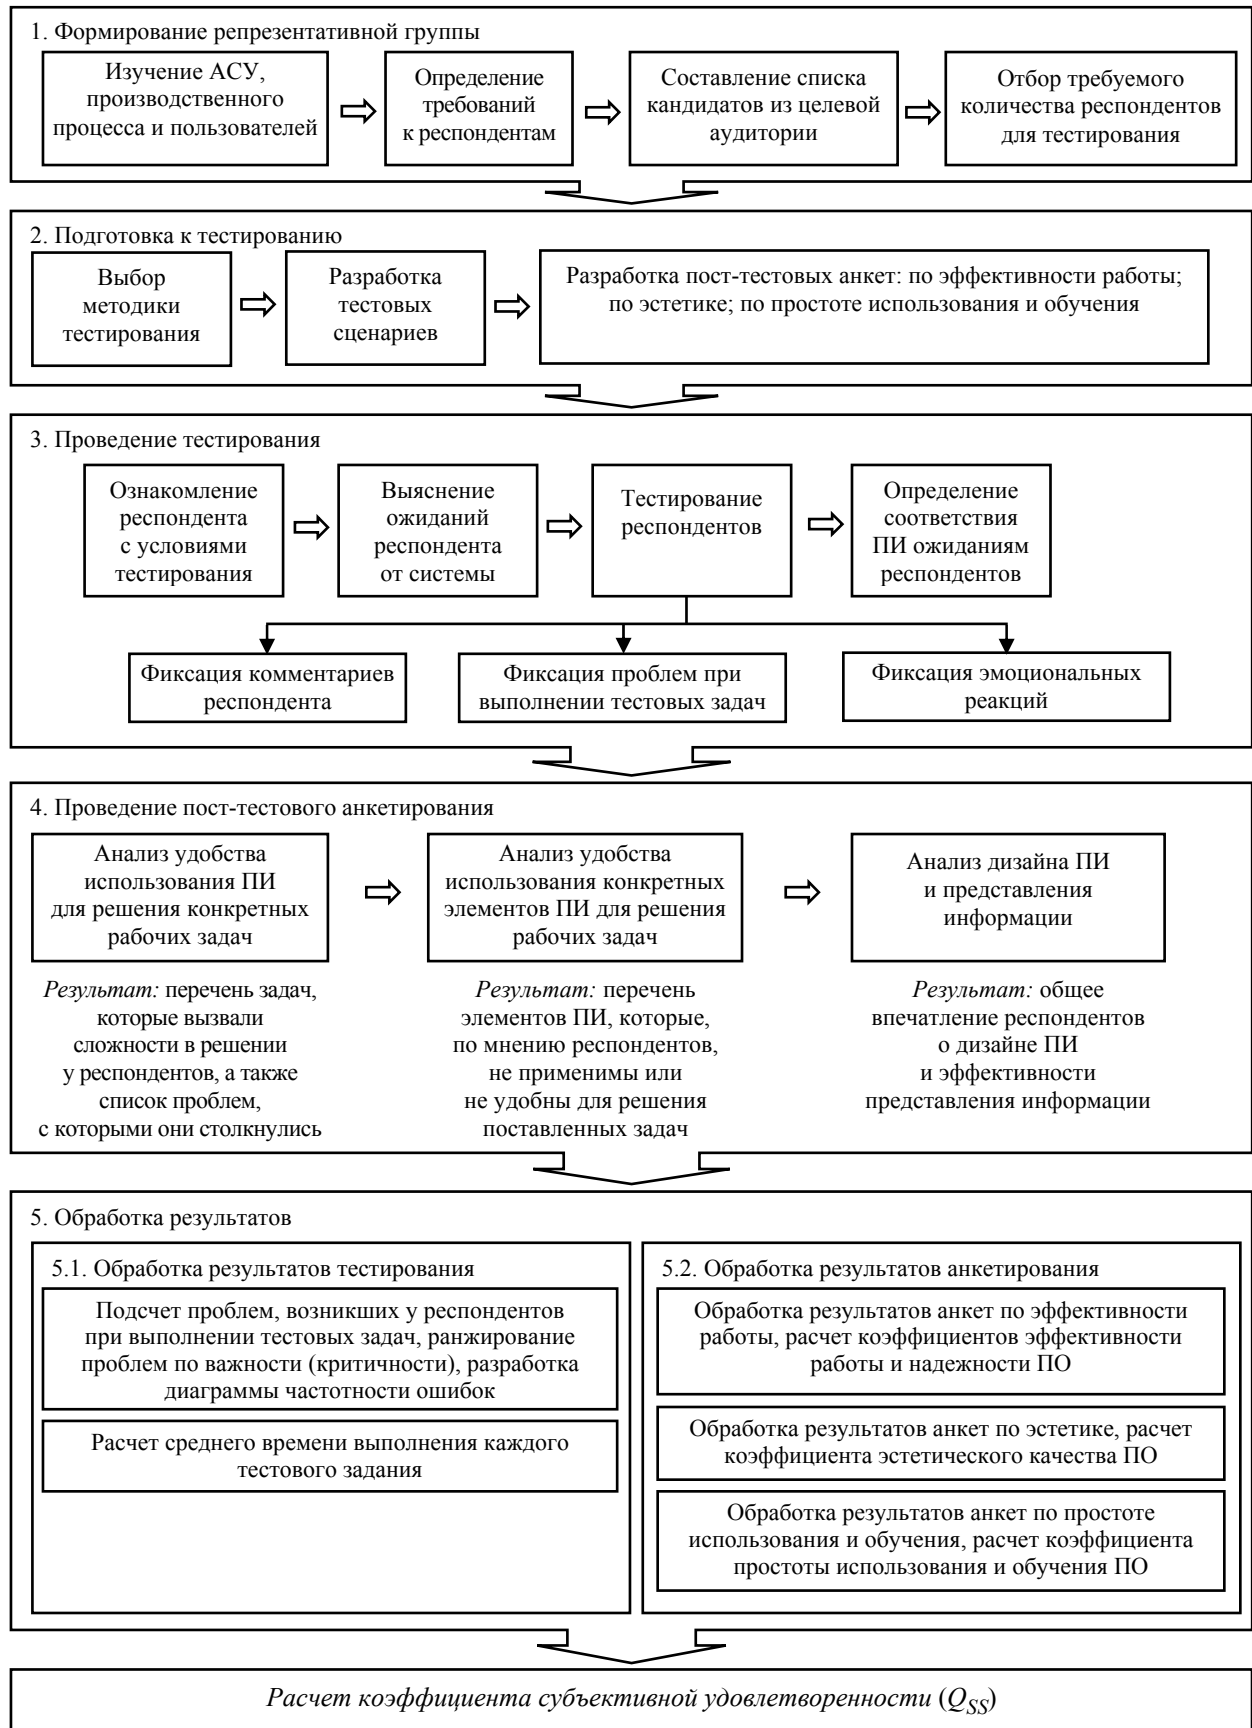 1. Формирование репрезентативной группы
Изучение АСУ,
производственного
процесса и пользователей
Определение
требований
к респондентам
Составление списка
кандидатов из целевой
аудитории
Отбор требуемого
количества респондентов
для тестирования
2. Подготовка к тестированию
Выбор
методики
тестирования
Разработка
тестовых
сценариев
Разработка пост-тестовых анкет: по эффективности работы;
по эстетике; по простоте использования и обучения
3. Проведение тестирования
Ознакомление
респондента
с условиями
тестирования
Выяснение
ожиданий
респондента
от системы
Тестирование
респондентов
Определение
соответствия
ПИ ожиданиям
респондентов
Фиксация комментариев
респондента
Фиксация проблем при
выполнении тестовых задач
Фиксация эмоциональных
реакций
4. Проведение пост-тестового анкетирования
Анализ удобства
использования ПИ
для решения конкретных
рабочих задач
Анализ удобства
использования конкретных
элементов ПИ для решения
рабочих задач
Анализ дизайна ПИ
и представления
информации
Результат: перечень задач,
которые вызвали
сложности в решении
у респондентов, а также
список проблем,
с которыми они столкнулись
Результат: перечень
элементов ПИ, которые,
по мнению респондентов,
не применимы или
не удобны для решения
поставленных задач
Результат: общее
впечатление респондентов
о дизайне ПИ
и эффективности
представления информации
5. Обработка результатов
5.1. Обработка результатов тестирования
Подсчет проблем, возникших у респондентов
при выполнении тестовых задач, ранжирование
проблем по важности (критичности), разработка
диаграммы частотности ошибок
Расчет среднего времени выполнения каждого
тестового задания
5.2. Обработка результатов анкетирования
Обработка результатов анкет по эффективности
работы, расчет коэффициентов эффективности
работы и надежности ПО
Обработка результатов анкет по эстетике, расчет
коэффициента эстетического качества ПО
Обработка результатов анкет по простоте
использования и обучения, расчет коэффициента
простоты использования и обучения ПО
Расчет коэффициента субъективной удовлетворенности (Q_SS)